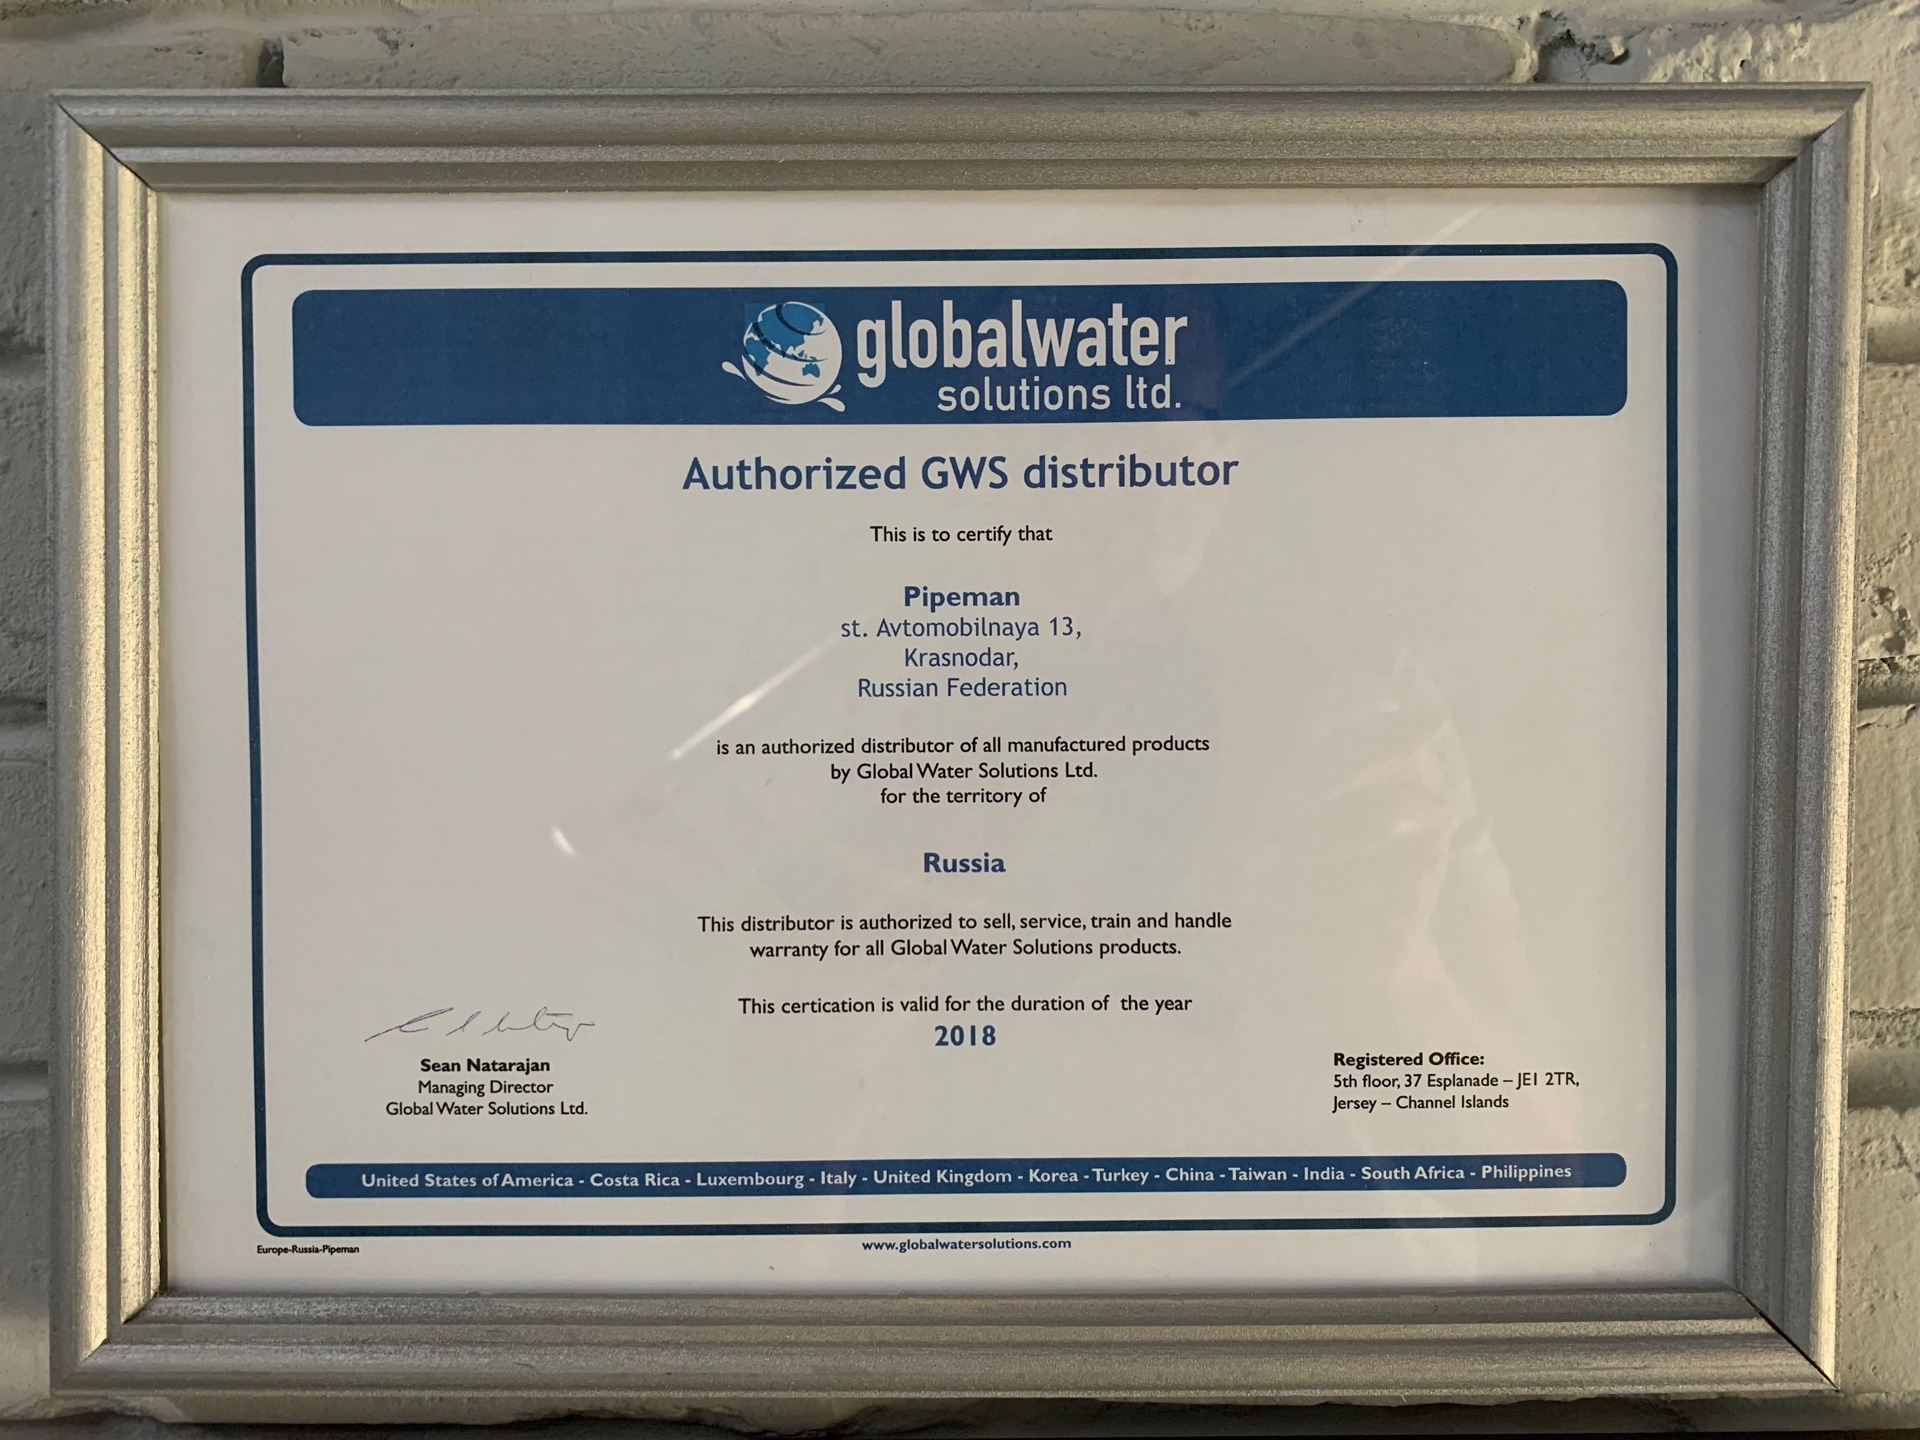 globalwater
solutions ltd.
Authorized GWS distributor
This is to certify that
Pipeman
st. Avtomobilnaya 13,
Krasnodar,
Russian Federation
is an authorized distributor of all manufactured products
by Global Water Solutions Ltd.
for the territory of
Russia
This distributor is authorized to sell, service, train and handle
warranty for all Global Water Solutions products.
This certication is valid for the duration of the year
2018
Sean Natarajan
Managing Director
Global Water Solutions Ltd.
Registered Office:
5th floor, 37 Esplanade – JE1 2TR,
Jersey – Channel Islands
United States of America - Costa Rica - Luxembourg - Italy - United Kingdom - Korea - Turkey - China - Taiwan - India - South Africa - Philippines
Europe-Russia-Pipeman
www.globalwatersolutions.com